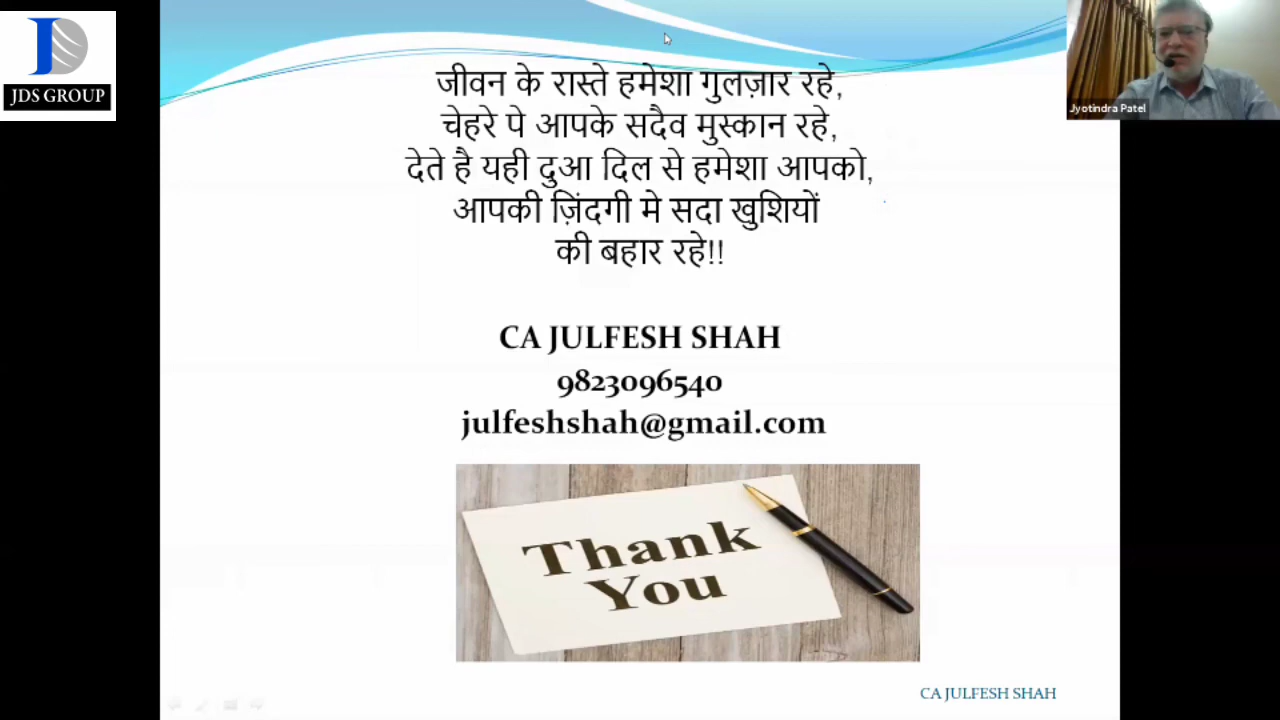 JDS GROUP
Jyotindra Patel
जीवन के रास्ते हमेशा गुलज़ार रहे,
चेहरे पे आपके सदैव मुस्कान रहे,
देते है यही दुआ दिल से हमेशा आपको,
आपकी ज़िंदगी मे सदा खुशियों
की बहार रहे!!
CA JULFESH SHAH
9823096540
julfeshshah@gmail.com
Thank
You
CA JULFESH SHAH